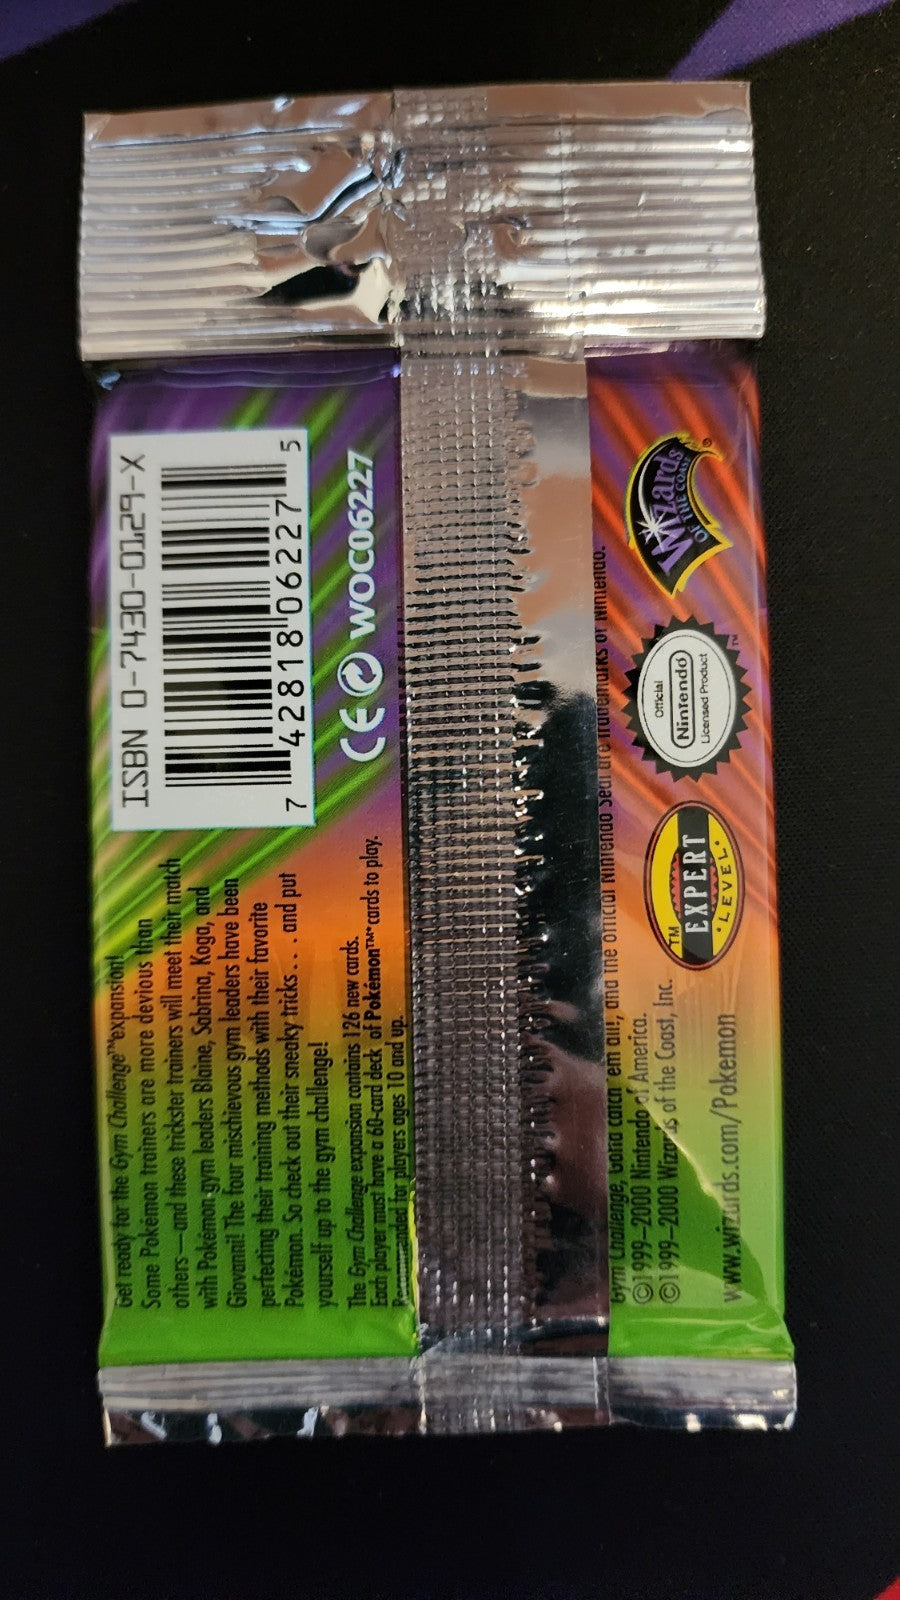 ISBN 0-7430-0129-X
7 42818 06227 5
CE WOC06227
Get ready for the Gym Challenge™ expansion!
Some Pokémon trainers are more devious than
others—and these trickster trainers will meet their match
with Pokémon gym leaders Blaine, Sabrina, Koga, and
Giovanni! The four mischievous gym leaders have been
perfecting their training methods with their favorite
Pokémon. So check out their sneaky tricks... and put
yourself up to the gym challenge!
The Gym Challenge expansion contains 126 new cards.
Each player must have a 60-card deck of Pokémon™* cards to play.
for players ages 10 and up.
Gym Challenge, Gotta catch 'em all!, and the official Nintendo Seal are trademarks of Nintendo.
©1999-2000 Nintendo of America.
©1999-2000 Wizards of the Coast, Inc.
www.wizards.com/Pokemon
TM
EXPERT
LEVEL
Official
Nintendo®
Licensed Product
TM
Wizards
OF THE COAST
®